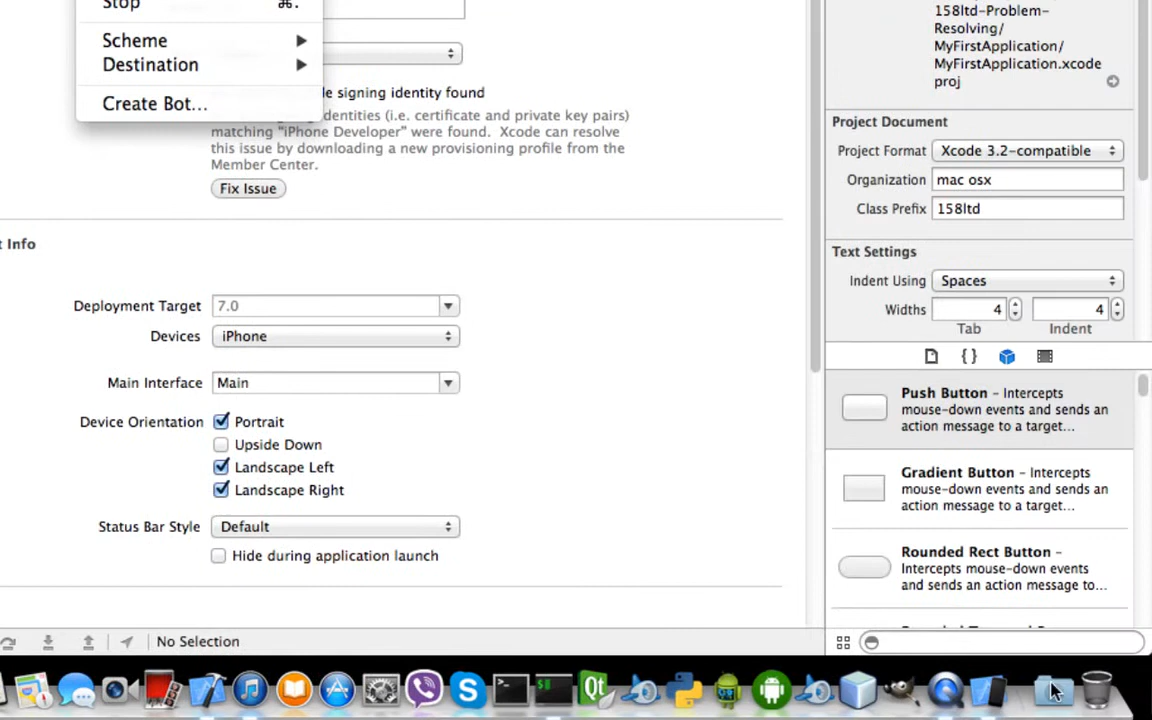 Stop ⌘.
Scheme
Destination
Create Bot...
le signing identity found
dentities (i.e. certificate and private key pairs)
matching "iPhone Developer" were found. Xcode can resolve
this issue by downloading a new provisioning profile from the
Member Center.
Fix Issue
t Info
Deployment Target 7.0
Devices iPhone
Main Interface Main
Device Orientation Portrait
Upside Down
Landscape Left
Landscape Right
Status Bar Style Default
Hide during application launch
No Selection
158ltd-Problem-
Resolving/
MyFirstApplication/
MyFirstApplication.xcode
proj
Project Document
Project Format Xcode 3.2-compatible
Organization mac osx
Class Prefix 158ltd
Text Settings
Indent Using Spaces
Widths 4 4
Tab Indent
{ }
Push Button - Intercepts
mouse-down events and sends an
action message to a target...
Gradient Button - Intercepts
mouse-down events and sends an
action message to a target...
Rounded Rect Button -
Intercepts mouse-down events
and sends an action message to...
Qt